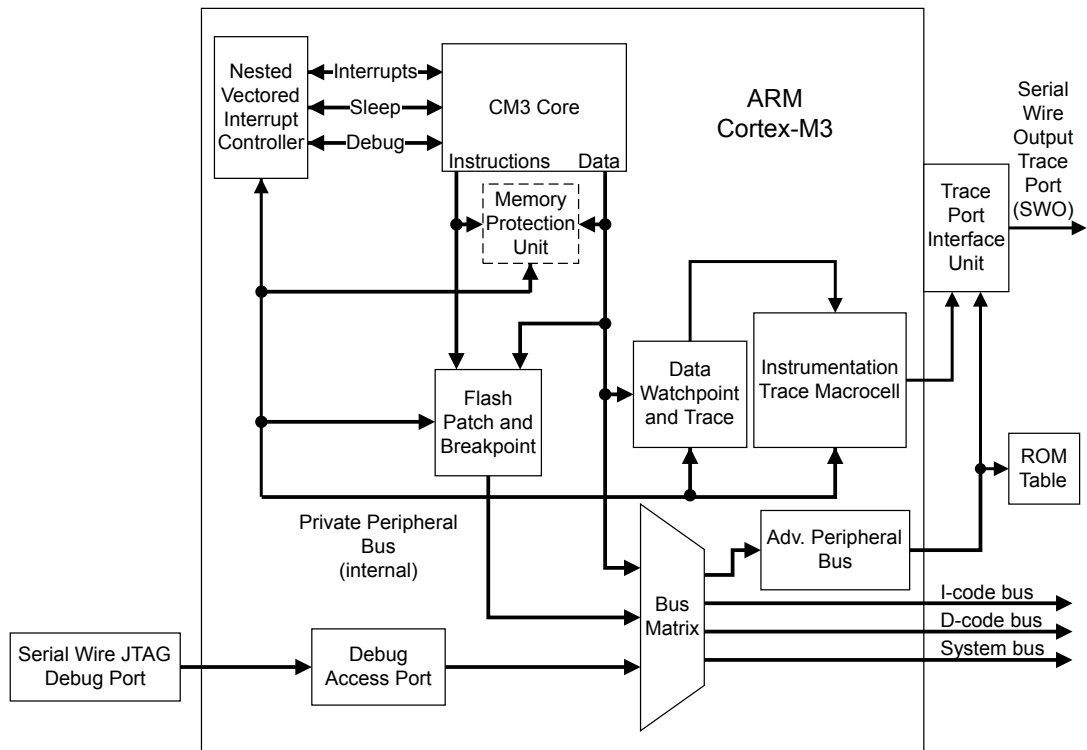 Nested
Vectored
Interrupt
Controller
Interrupts
Sleep
Debug
CM3 Core
Instructions
Data
ARM
Cortex-M3
Memory
Protection
Unit
Serial
Wire
Output
Trace
Port
(SWO)
Trace
Port
Interface
Unit
Flash
Patch and
Breakpoint
Data
Watchpoint
and Trace
Instrumentation
Trace Macrocell
ROM
Table
Private Peripheral
Bus
(internal)
Adv. Peripheral
Bus
Bus
Matrix
I-code bus
D-code bus
System bus
Serial Wire JTAG
Debug Port
Debug
Access Port